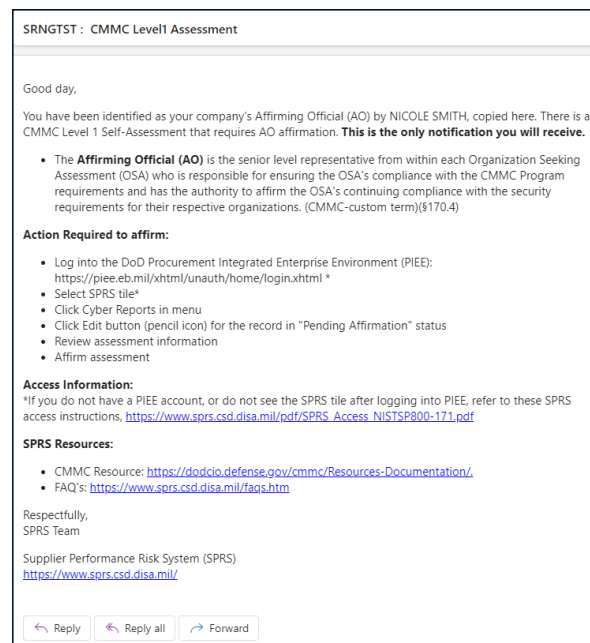 SRNGTST : CMMC Level1 Assessment
Good day,
You have been identified as your company's Affirming Official (AO) by NICOLE SMITH, copied here. There is a
CMMC Level 1 Self-Assessment that requires AO affirmation. This is the only notification you will receive.
• The Affirming Official (AO) is the senior level representative from within each Organization Seeking
Assessment (OSA) who is responsible for ensuring the OSA's compliance with the CMMC Program
requirements and has the authority to affirm the OSA's continuing compliance with the security
requirements for their respective organizations. (CMMC-custom term)(§170.4)
Action Required to affirm:
• Log into the DoD Procurement Integrated Enterprise Environment (PIEE):
https://piee.eb.mil/xhtml/unauth/home/login.xhtml *
• Select SPRS tile*
• Click Cyber Reports in menu
• Click Edit button (pencil icon) for the record in "Pending Affirmation" status
• Review assessment information
• Affirm assessment
Access Information:
*If you do not have a PIEE account, or do not see the SPRS tile after logging into PIEE, refer to these SPRS
access instructions, https://www.sprs.csd.disa.mil/pdf/SPRS_Access_NISTSP800-171.pdf
SPRS Resources:
• CMMC Resource: https://dodcio.defense.gov/cmmc/Resources-Documentation/.
• FAQ's: https://www.sprs.csd.disa.mil/faqs.htm
Respectfully,
SPRS Team
Supplier Performance Risk System (SPRS)
https://www.sprs.csd.disa.mil/
Reply Reply all Forward